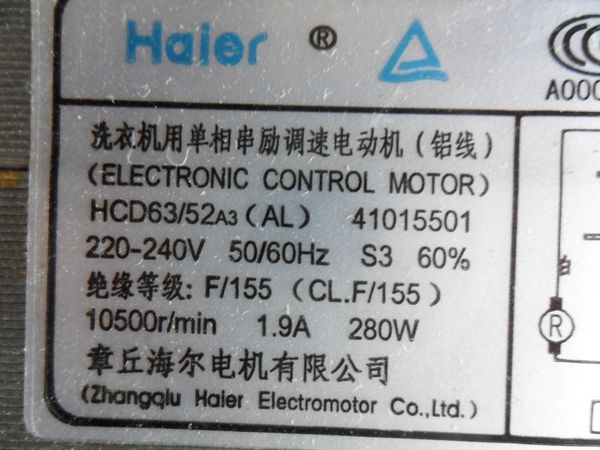 Haier ®
A000
洗衣机用单相串励调速电动机（铝线）
(ELECTRONIC CONTROL MOTOR)
HCD63/52A3 (AL) 41015501
220-240V 50/60Hz S3 60%
绝缘等级: F/155 (CL.F/155)
10500r/min 1.9A 280W
章丘海尔电机有限公司
(Zhangqiu Haier Electromotor Co.,Ltd.)
白
R